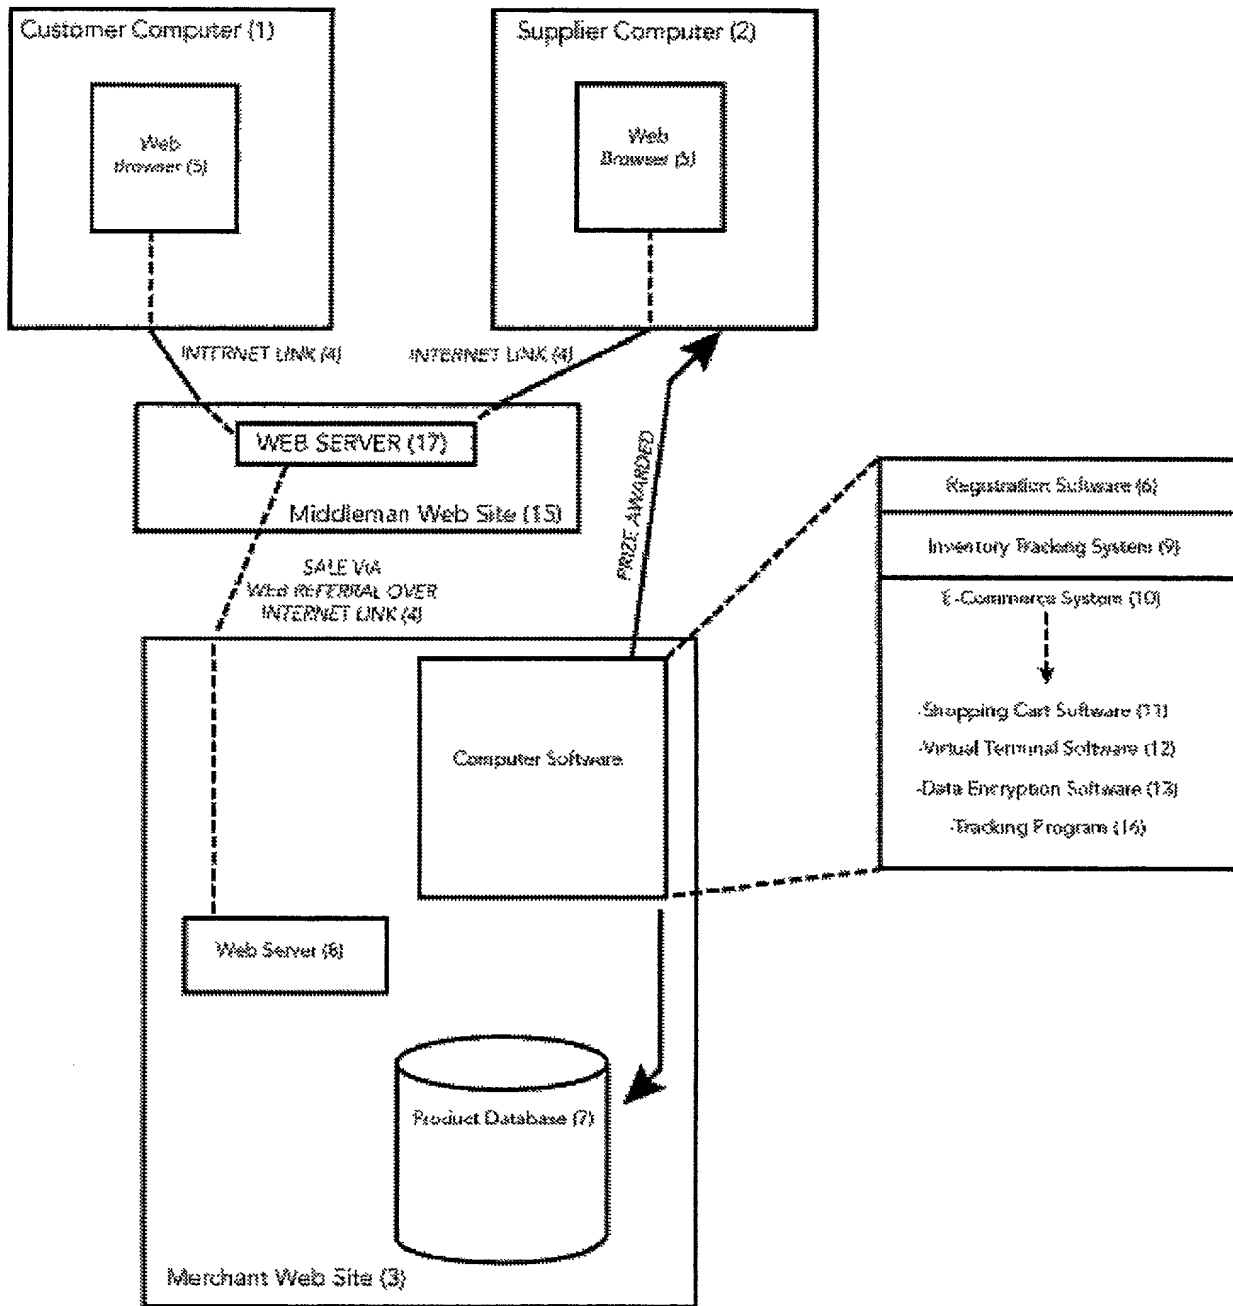 Customer Computer (1)
Supplier Computer (2)
Web
Browser (5)
Web
Browser (5)
INTERNET LINK (4)
INTERNET LINK (4)
WEB SERVER (17)
Middleman Web Site (15)
PRIZE AWARDED
SALE VIA
WEB REFERRAL OVER
INTERNET LINK (4)
Registration Software (6)
Inventory Tracking System (9)
E-Commerce System (10)
-Shopping Cart Software (11)
-Virtual Terminal Software (12)
-Data Encryption Software (13)
-Tracking Program (16)
Computer Software
Web Server (8)
Product Database (7)
Merchant Web Site (3)